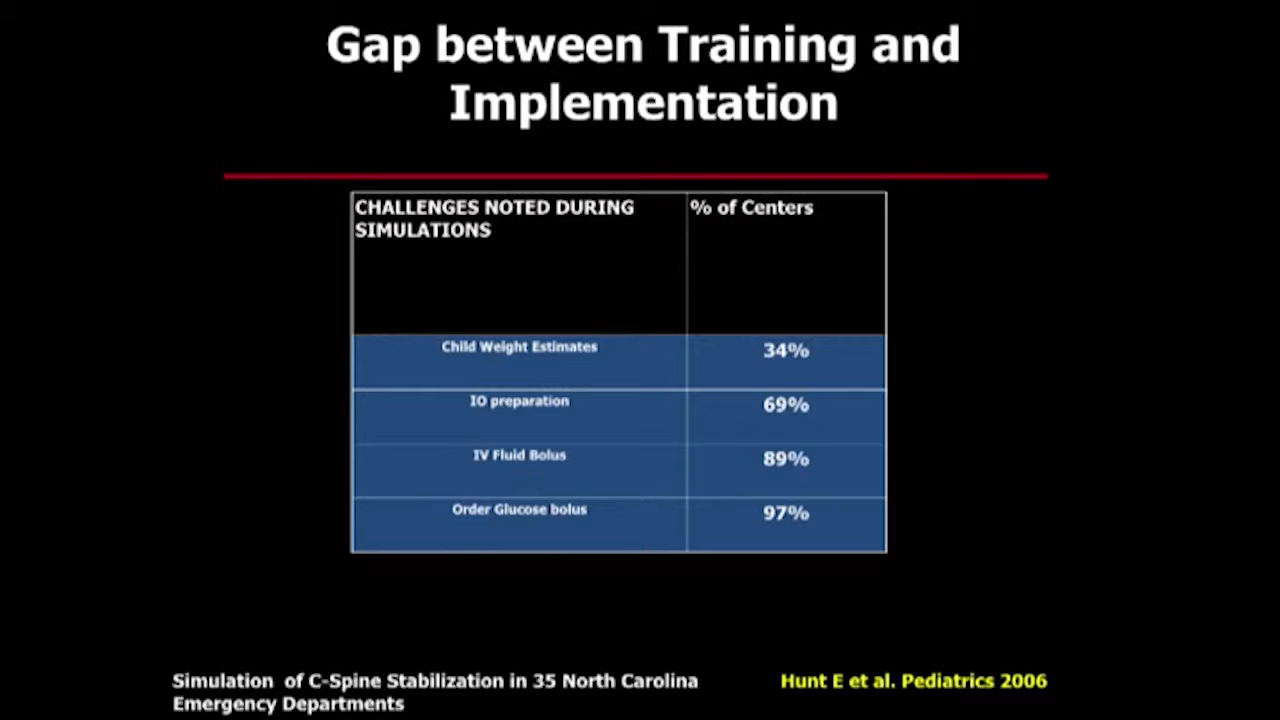 Gap between Training and
Implementation
CHALLENGES NOTED DURING
SIMULATIONS
% of Centers
Child Weight Estimates
34%
IO preparation
69%
IV Fluid Bolus
89%
Order Glucose bolus
97%
Simulation of C-Spine Stabilization in 35 North Carolina
Emergency Departments
Hunt E et al. Pediatrics 2006